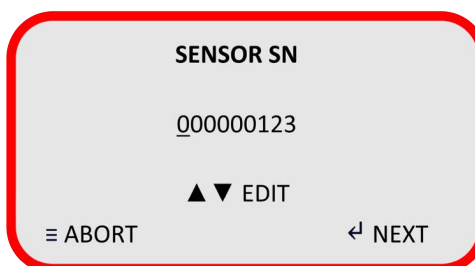 SENSOR SN
000000123
▲ ▼ EDIT
≡ ABORT ↵ NEXT